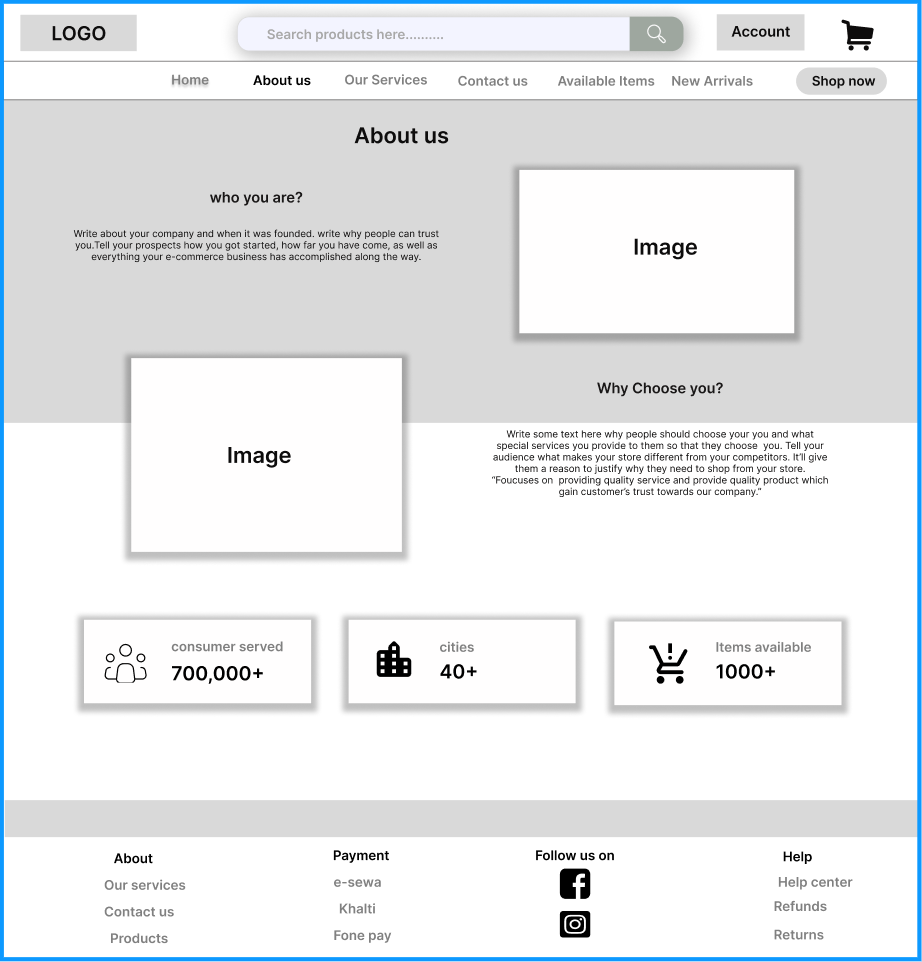 LOGO
Search products here..........
Account
Home
About us
Our Services
Contact us
Available Items
New Arrivals
Shop now
About us
who you are?
Write about your company and when it was founded. write why people can trust
you.Tell your prospects how you got started, how far you have come, as well as
everything your e-commerce business has accomplished along the way.
Image
Image
Why Choose you?
Write some text here why people should choose your you and what
special services you provide to them so that they choose  you. Tell your
audience what makes your store different from your competitors. It'll give
them a reason to justify why they need to shop from your store.
“Foucuses on  providing quality service and provide quality product which
gain customer's trust towards our company.”
consumer served
700,000+
cities
40+
Items available
1000+
About
Our services
Contact us
Products
Payment
e-sewa
Khalti
Fone pay
Follow us on
Help
Help center
Refunds
Returns